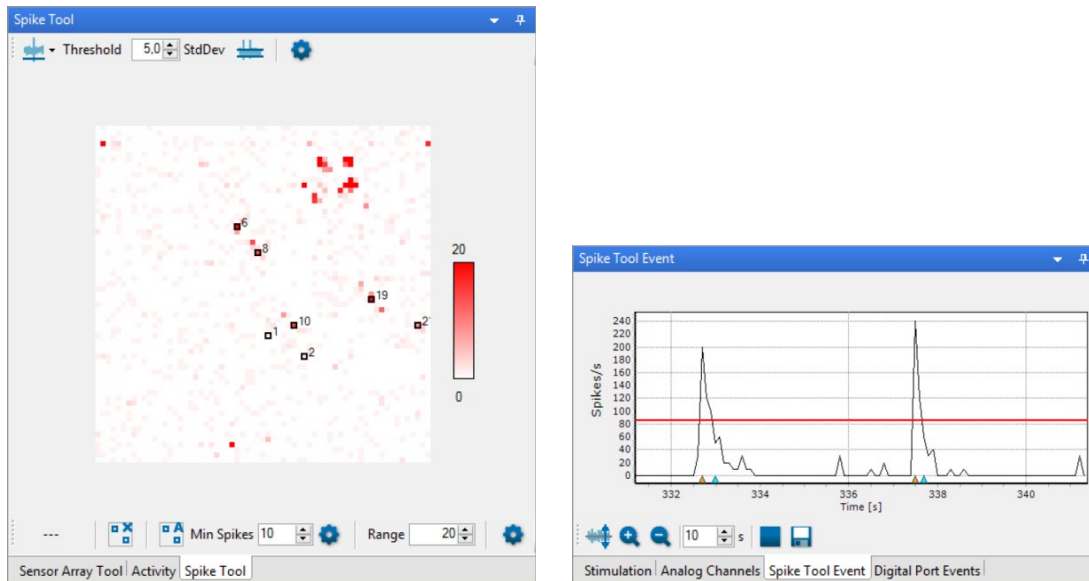 Spike Tool
Threshold 5,0 StdDev
6
8
20
19
10
2
1
2
0
--- Min Spikes 10 Range 20
Sensor Array Tool Activity Spike Tool
Spike Tool Event
Spikes/s
240
220
200
180
160
140
120
100
80
60
40
20
0
332 334 336 338 340
Time [s]
10 s
Stimulation Analog Channels Spike Tool Event Digital Port Events